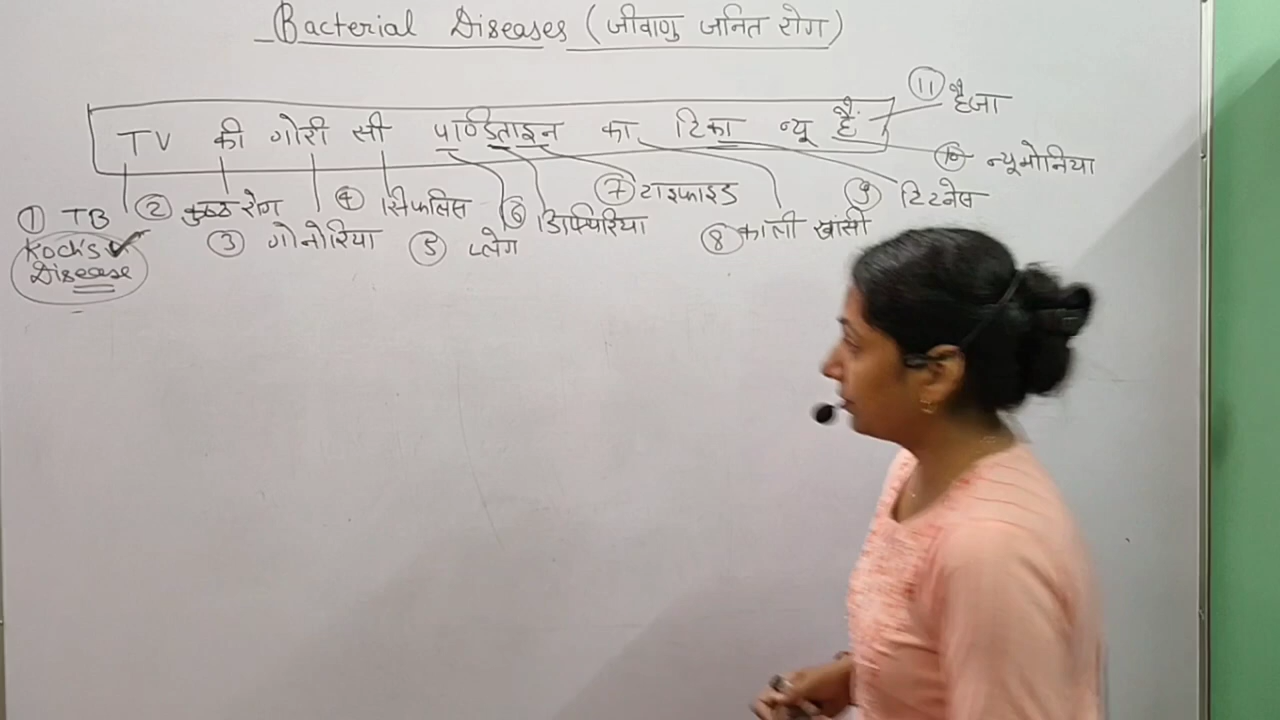 Bacterial Diseases (जीवाणु जनित रोग)
TV की गोरी सी पाण्डिताइन का टिका न्यू हैं
⑪ हैजा
⑩ न्यूमोनिया
① TB
Koch's ✓
Disease
② कुष्ठ रोग
③ गोनोरिया
④ सिफलिस
⑤ प्लेग
⑥ डिफ्थिरिया
⑦ टाइफाइड
⑧ काली खांसी
⑨ टिटनेस